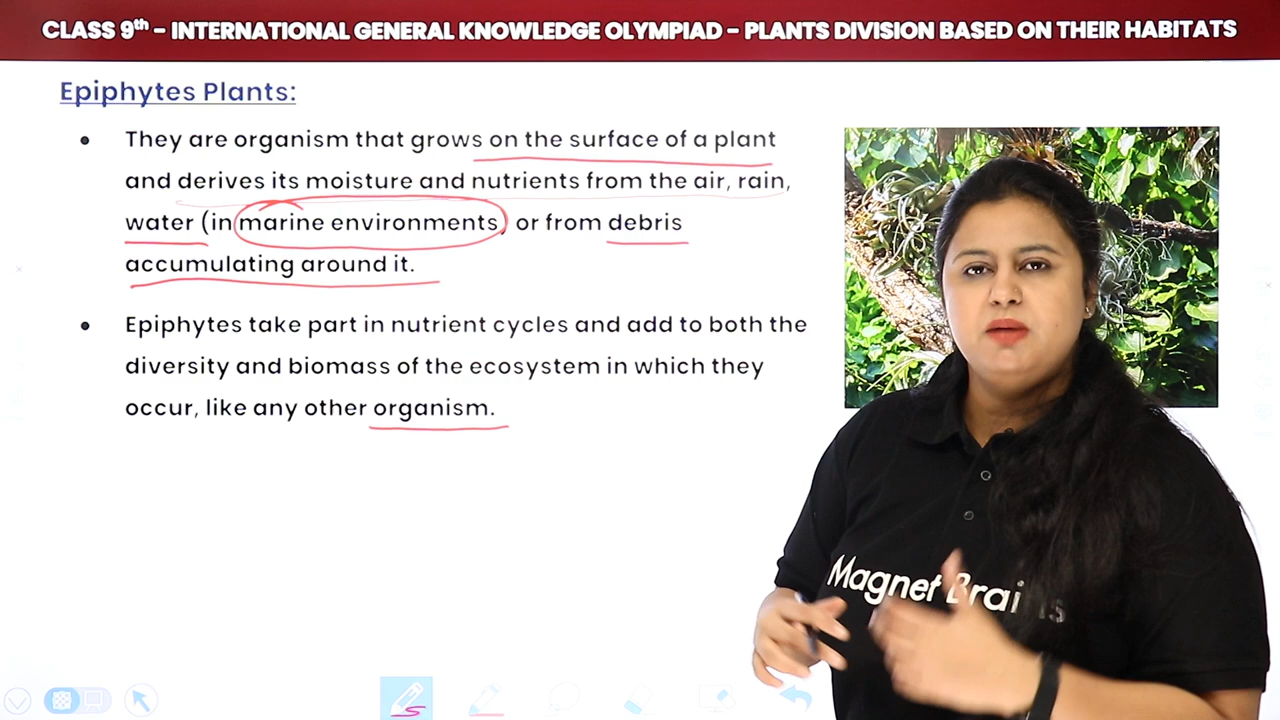 CLASS 9th - INTERNATIONAL GENERAL KNOWLEDGE OLYMPIAD - PLANTS DIVISION BASED ON THEIR HABITATS
Epiphytes Plants:
• They are organism that grows on the surface of a plant
and derives its moisture and nutrients from the air, rain,
water (in marine environments) or from debris
accumulating around it.
• Epiphytes take part in nutrient cycles and add to both the
diversity and biomass of the ecosystem in which they
occur, like any other organism.
Magnet Brains